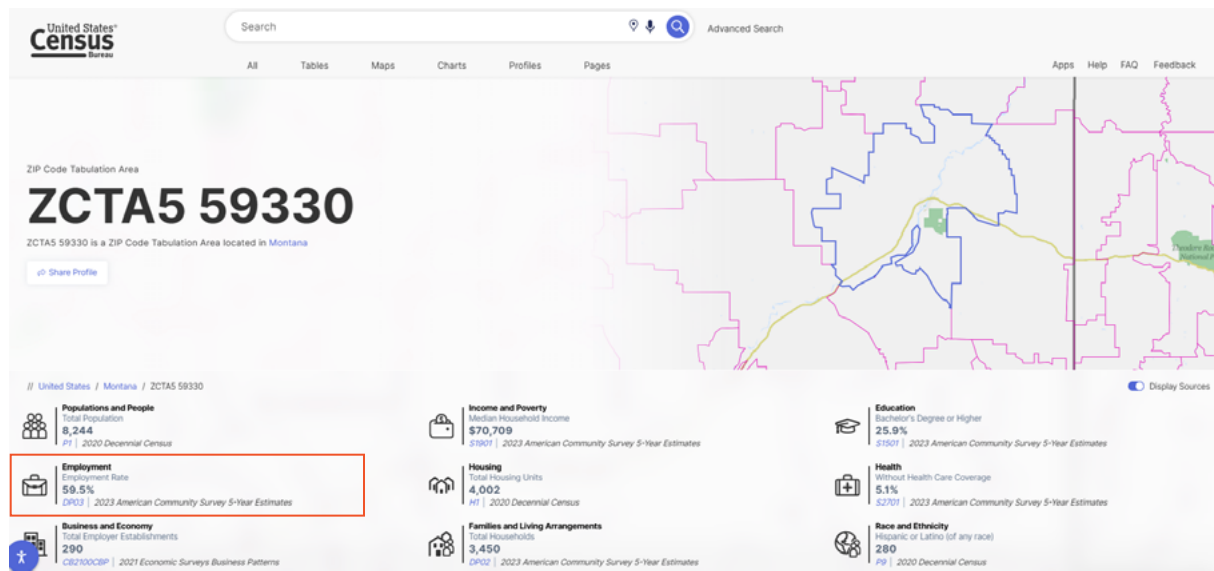 United States®
Census
Bureau
Search
Advanced Search
All Tables Maps Charts Profiles Pages
Apps Help FAQ Feedback
ZIP Code Tabulation Area
ZCTA5 59330
ZCTA5 59330 is a ZIP Code Tabulation Area located in Montana
Share Profile
// United States / Montana / ZCTA5 59330
Display Sources
Populations and People
Total Population
8,244
P1 | 2020 Decennial Census
Income and Poverty
Median Household Income
$70,709
S1901 | 2023 American Community Survey 5-Year Estimates
Education
Bachelor's Degree or Higher
25.9%
S1501 | 2023 American Community Survey 5-Year Estimates
Employment
Employment Rate
59.5%
DP03 | 2023 American Community Survey 5-Year Estimates
Housing
Total Housing Units
4,002
H1 | 2020 Decennial Census
Health
Without Health Care Coverage
5.1%
S2701 | 2023 American Community Survey 5-Year Estimates
Business and Economy
Total Employer Establishments
290
CB2100CBP | 2021 Economic Surveys Business Patterns
Families and Living Arrangements
Total Households
3,450
DP02 | 2023 American Community Survey 5-Year Estimates
Race and Ethnicity
Hispanic or Latino (of any race)
280
P9 | 2020 Decennial Census